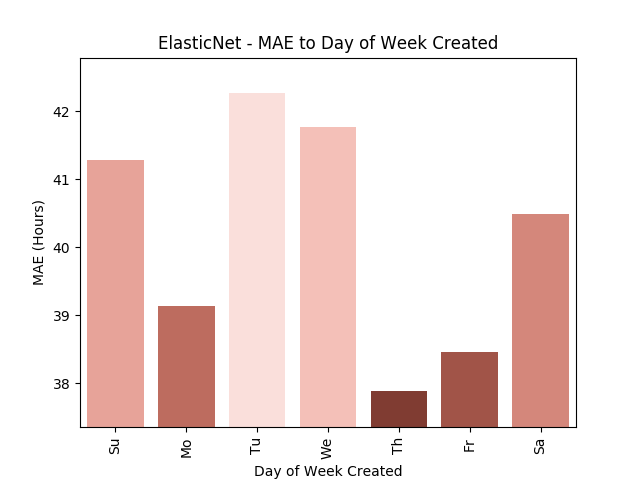 ElasticNet - MAE to Day of Week Created
MAE (Hours)
42
41
40
39
38
Su
Mo
Tu
We
Th
Fr
Sa
Day of Week Created